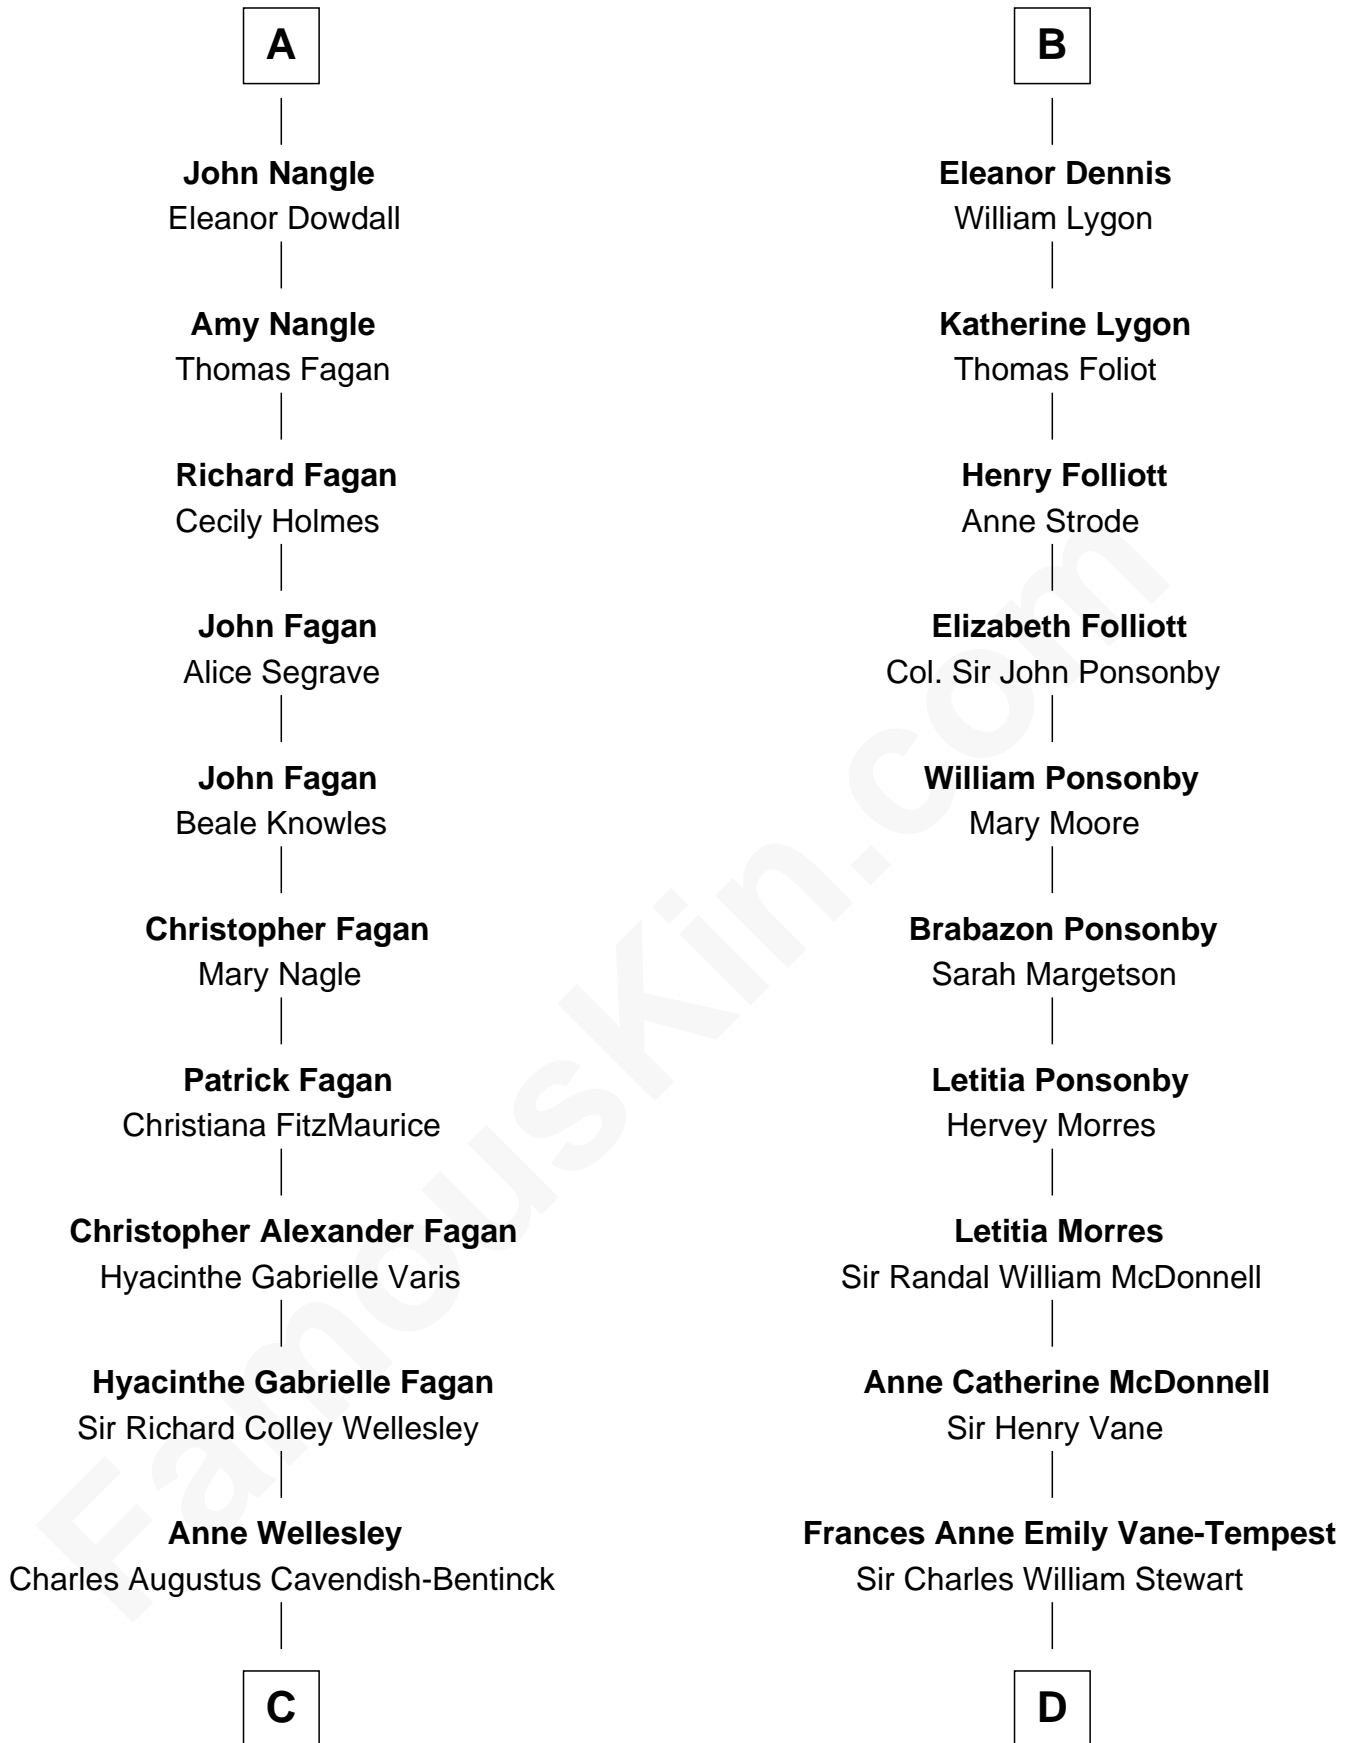 A
John Nangle
Eleanor Dowdall
Amy Nangle
Thomas Fagan
Richard Fagan
Cecily Holmes
John Fagan
Alice Segrave
John Fagan
Beale Knowles
Christopher Fagan
Mary Nagle
Patrick Fagan
Christiana FitzMaurice
Christopher Alexander Fagan
Hyacinthe Gabrielle Varis
Hyacinthe Gabrielle Fagan
Sir Richard Colley Wellesley
Anne Wellesley
Charles Augustus Cavendish-Bentinck
C
B
Eleanor Dennis
William Lygon
Katherine Lygon
Thomas Foliot
Henry Folliott
Anne Strode
Elizabeth Folliott
Col. Sir John Ponsonby
William Ponsonby
Mary Moore
Brabazon Ponsonby
Sarah Margetson
Letitia Ponsonby
Hervey Morres
Letitia Morres
Sir Randal William McDonnell
Anne Catherine McDonnell
Sir Henry Vane
Frances Anne Emily Vane-Tempest
Sir Charles William Stewart
D
FamousKin.com